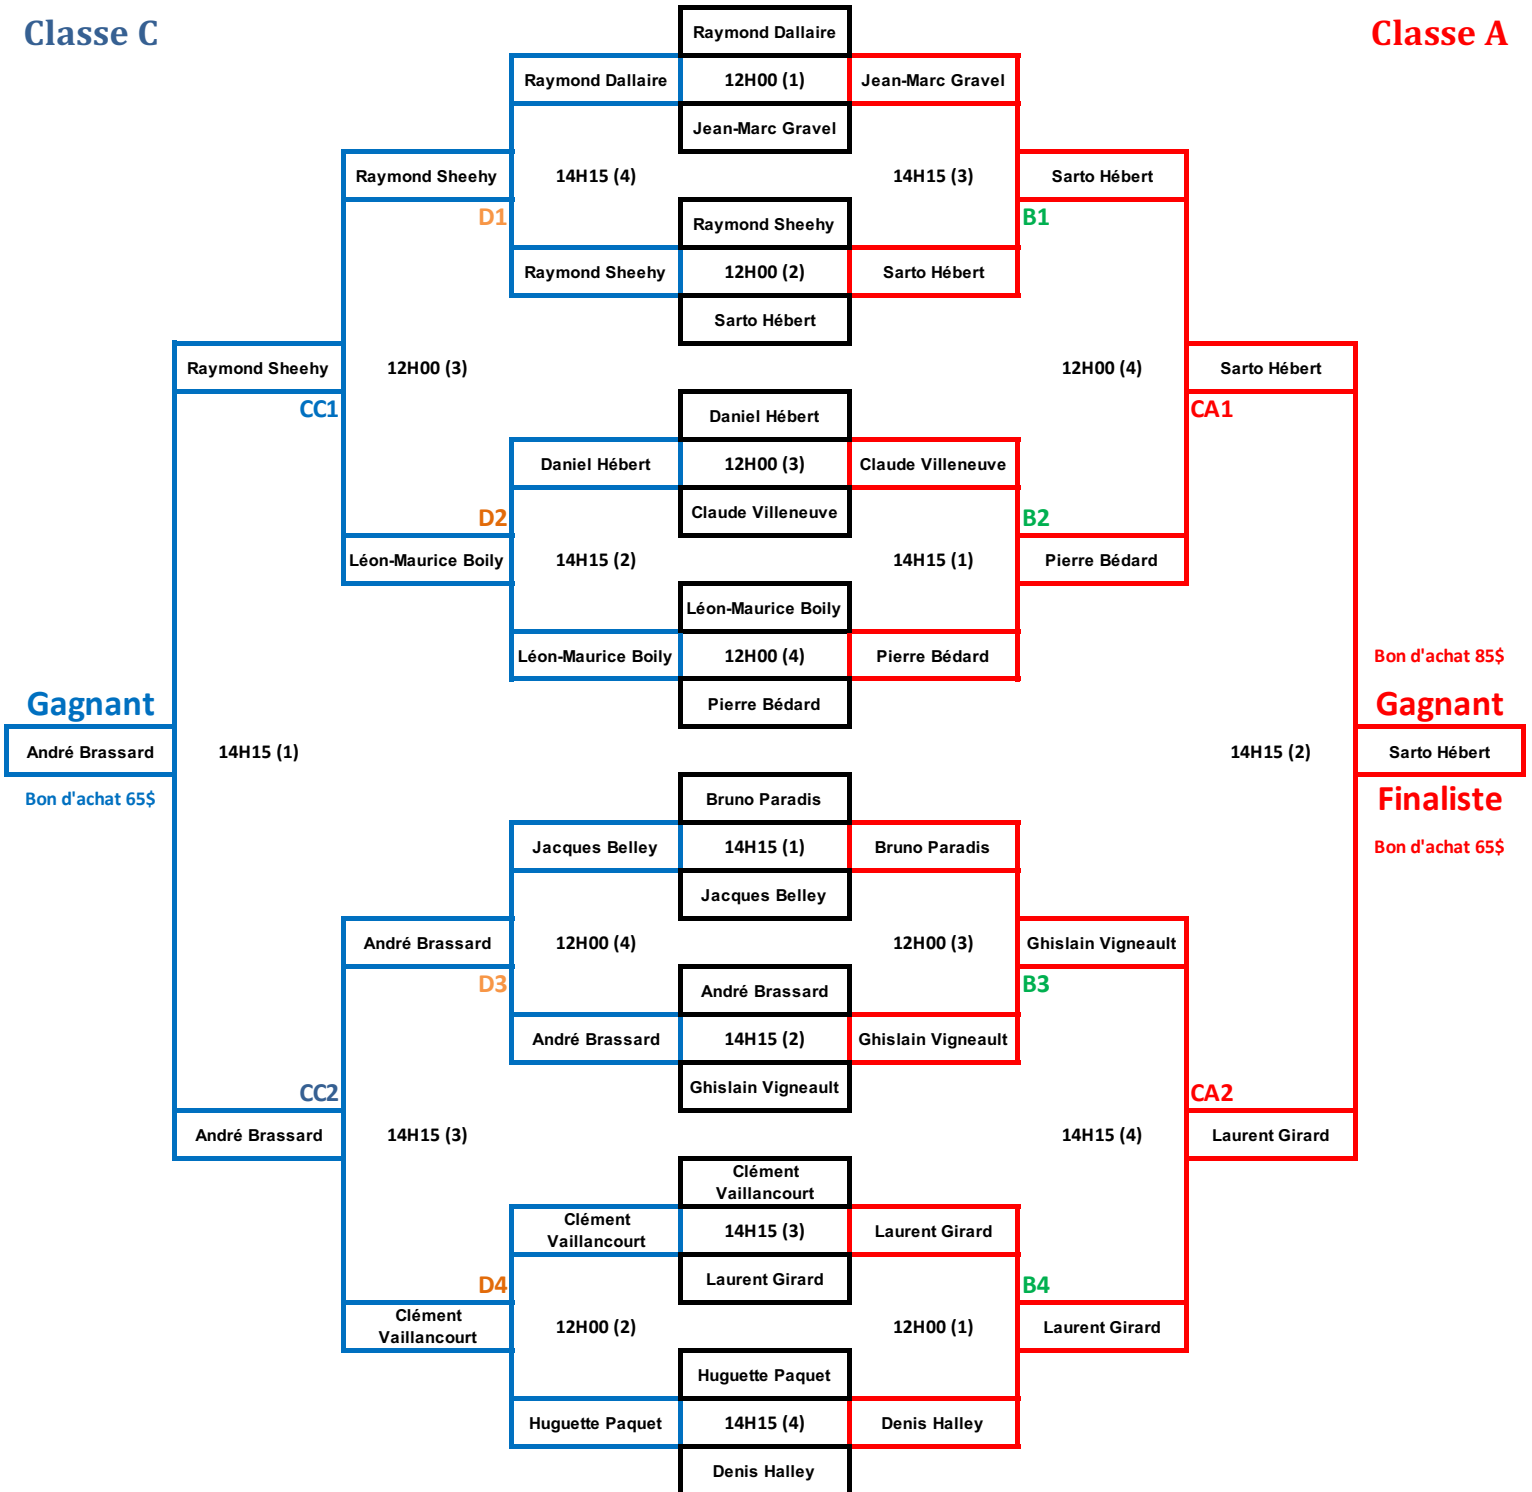 Classe C
Raymond Dallaire
Classe A
Raymond Dallaire
12H00 (1)
Jean-Marc Gravel
Jean-Marc Gravel
Raymond Sheehy
14H15 (4)
14H15 (3)
Sarto Hébert
D1
Raymond Sheehy
B1
Raymond Sheehy
12H00 (2)
Sarto Hébert
Sarto Hébert
Raymond Sheehy
12H00 (3)
12H00 (4)
Sarto Hébert
CC1
Daniel Hébert
CA1
Daniel Hébert
12H00 (3)
Claude Villeneuve
D2
Claude Villeneuve
B2
Léon-Maurice Boily
14H15 (2)
14H15 (1)
Pierre Bédard
Léon-Maurice Boily
Léon-Maurice Boily
12H00 (4)
Pierre Bédard
Bon d'achat 85$
Gagnant
Pierre Bédard
Gagnant
André Brassard
14H15 (1)
14H15 (2)
Sarto Hébert
Bon d'achat 65$
Bruno Paradis
Finaliste
Jacques Belley
14H15 (1)
Bruno Paradis
Bon d'achat 65$
Jacques Belley
André Brassard
12H00 (4)
12H00 (3)
Ghislain Vigneault
D3
André Brassard
B3
André Brassard
14H15 (2)
Ghislain Vigneault
Ghislain Vigneault
CC2
CA2
André Brassard
14H15 (3)
14H15 (4)
Laurent Girard
Clément
Vaillancourt
Clément
Vaillancourt
14H15 (3)
Laurent Girard
D4
Laurent Girard
B4
Clément
Vaillancourt
12H00 (2)
12H00 (1)
Laurent Girard
Huguette Paquet
Huguette Paquet
14H15 (4)
Denis Halley
Denis Halley